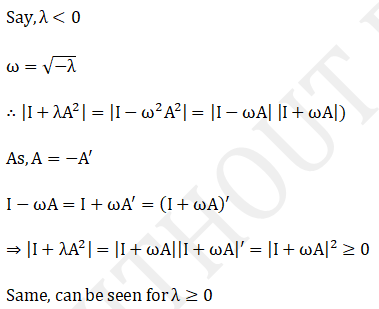 Say, λ < 0
ω = √−λ
∴ |I + λA²| = |I − ω²A²| = |I − ωA| |I + ωA|)
As, A = −A′
I − ωA = I + ωA′ = (I + ωA)′
⇒ |I + λA²| = |I + ωA||I + ωA|′ = |I + ωA|² ≥ 0
Same, can be seen for λ ≥ 0